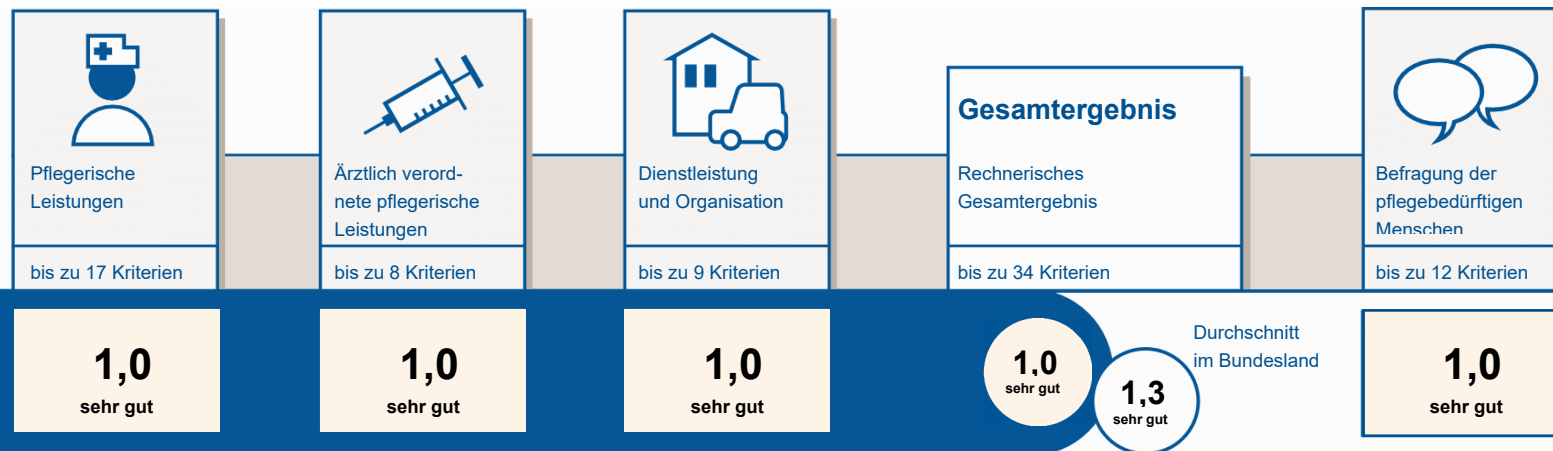 Pflegerische
Leistungen
bis zu 17 Kriterien
1,0
sehr gut
Ärztlich verord-
nete pflegerische
Leistungen
bis zu 8 Kriterien
1,0
sehr gut
Dienstleistung
und Organisation
bis zu 9 Kriterien
1,0
sehr gut
Gesamtergebnis
Rechnerisches
Gesamtergebnis
bis zu 34 Kriterien
1,0
sehr gut
1,3
sehr gut
Durchschnitt
im Bundesland
Befragung der
pflegebedürftigen
Menschen
bis zu 12 Kriterien
1,0
sehr gut